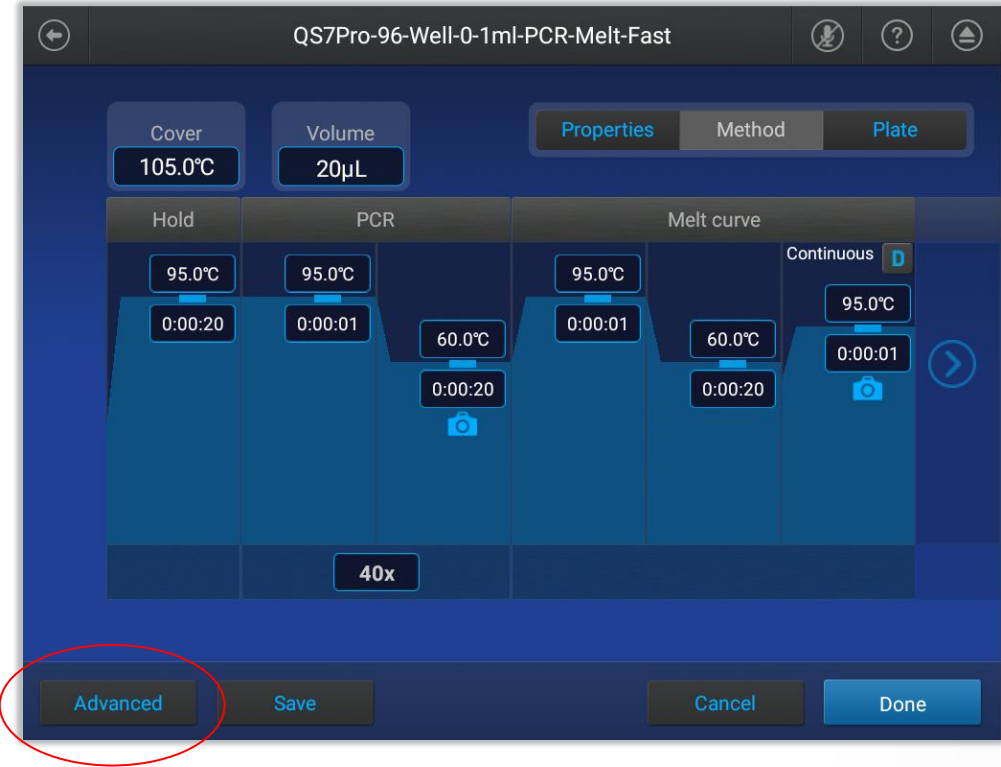 QS7Pro-96-Well-0-1ml-PCR-Melt-Fast
?
Cover
105.0°C
Volume
20µL
Properties Method Plate
Hold PCR Melt curve
Continuous D
95.0°C 95.0°C 95.0°C 95.0°C
0:00:20 0:00:01 0:00:01 0:00:01
60.0°C 60.0°C
0:00:20 0:00:20
40x
Advanced Save Cancel Done